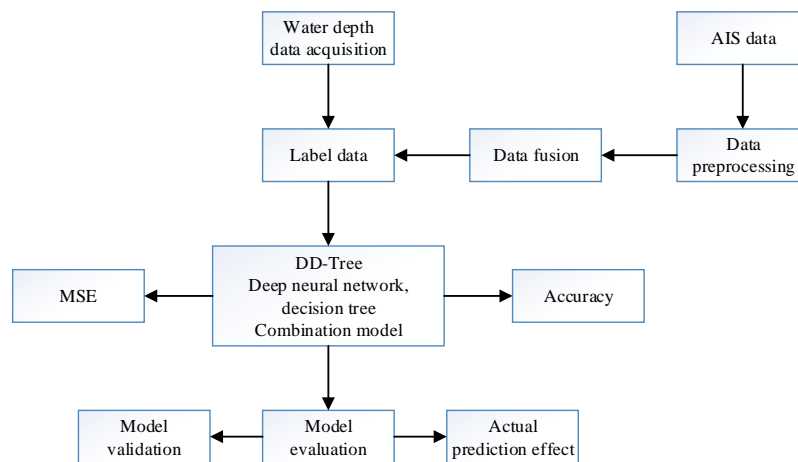 Water depth
data acquisition
AIS data
Label data
Data fusion
Data
preprocessing
MSE
DD-Tree
Deep neural network,
decision tree
Combination model
Accuracy
Model
validation
Model
evaluation
Actual
prediction effect